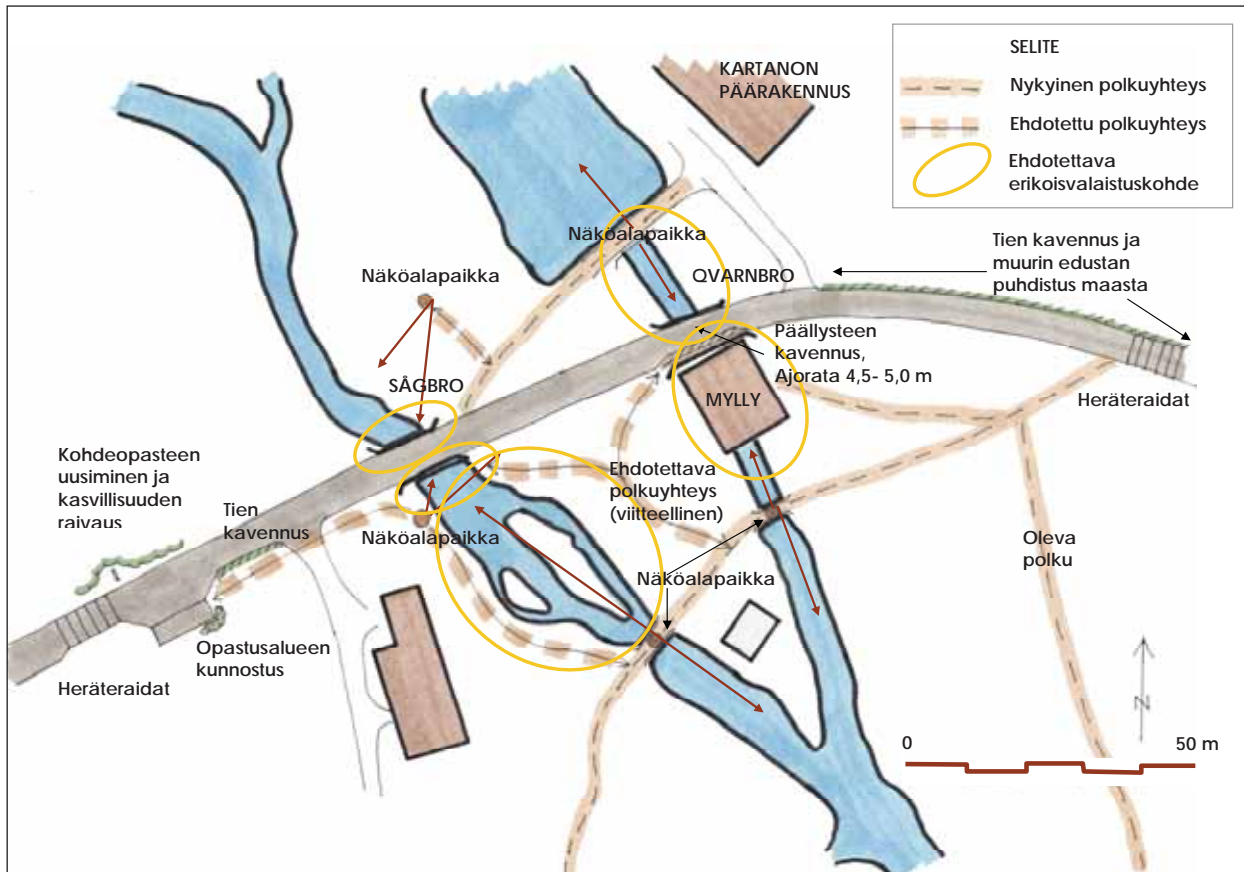 KARTANON
PÄÄRAKENNUS
SELITE
Nykyinen polkuyhteys
Ehdotettu polkuyhteys
Ehdotettava
erikoisvalaistuskohde
Näköalapaikka
QVARNBRO
Tien kavennus ja
muurin edustan
puhdistus maasta
Näköalapaikka
Päällysteen
kavennus,
Ajorata 4,5- 5,0 m
SÅGBRO
MYLLY
Heräteraidat
Kohdeopasteen
uusiminen ja
kasvillisuuden
raivaus
Tien
kavennus
Näköalapaikka
Ehdotettava
polkuyhteys
(viitteellinen)
Näköalapaikka
Oleva
polku
Opastusalueen
kunnostus
Heräteraidat
N
0
50 m